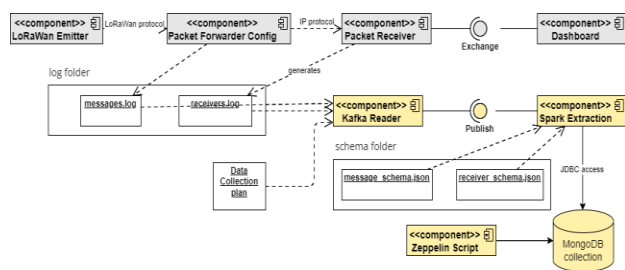 <<component>>
LoRaWan Emitter
LoRaWan protocol
<<component>>
Packet Forwarder Config
IP protocol
<<component>>
Packet Receiver
Exchange
<<component>>
Dashboard
log folder
generates
messages.log
receivers.log
<<component>>
Kafka Reader
Publish
<<component>>
Spark Extraction
schema folder
Data
Collection
plan
message_schema.json
receiver_schema.json
JDBC access
<<component>>
Zeppelin Script
MongoDB
collection